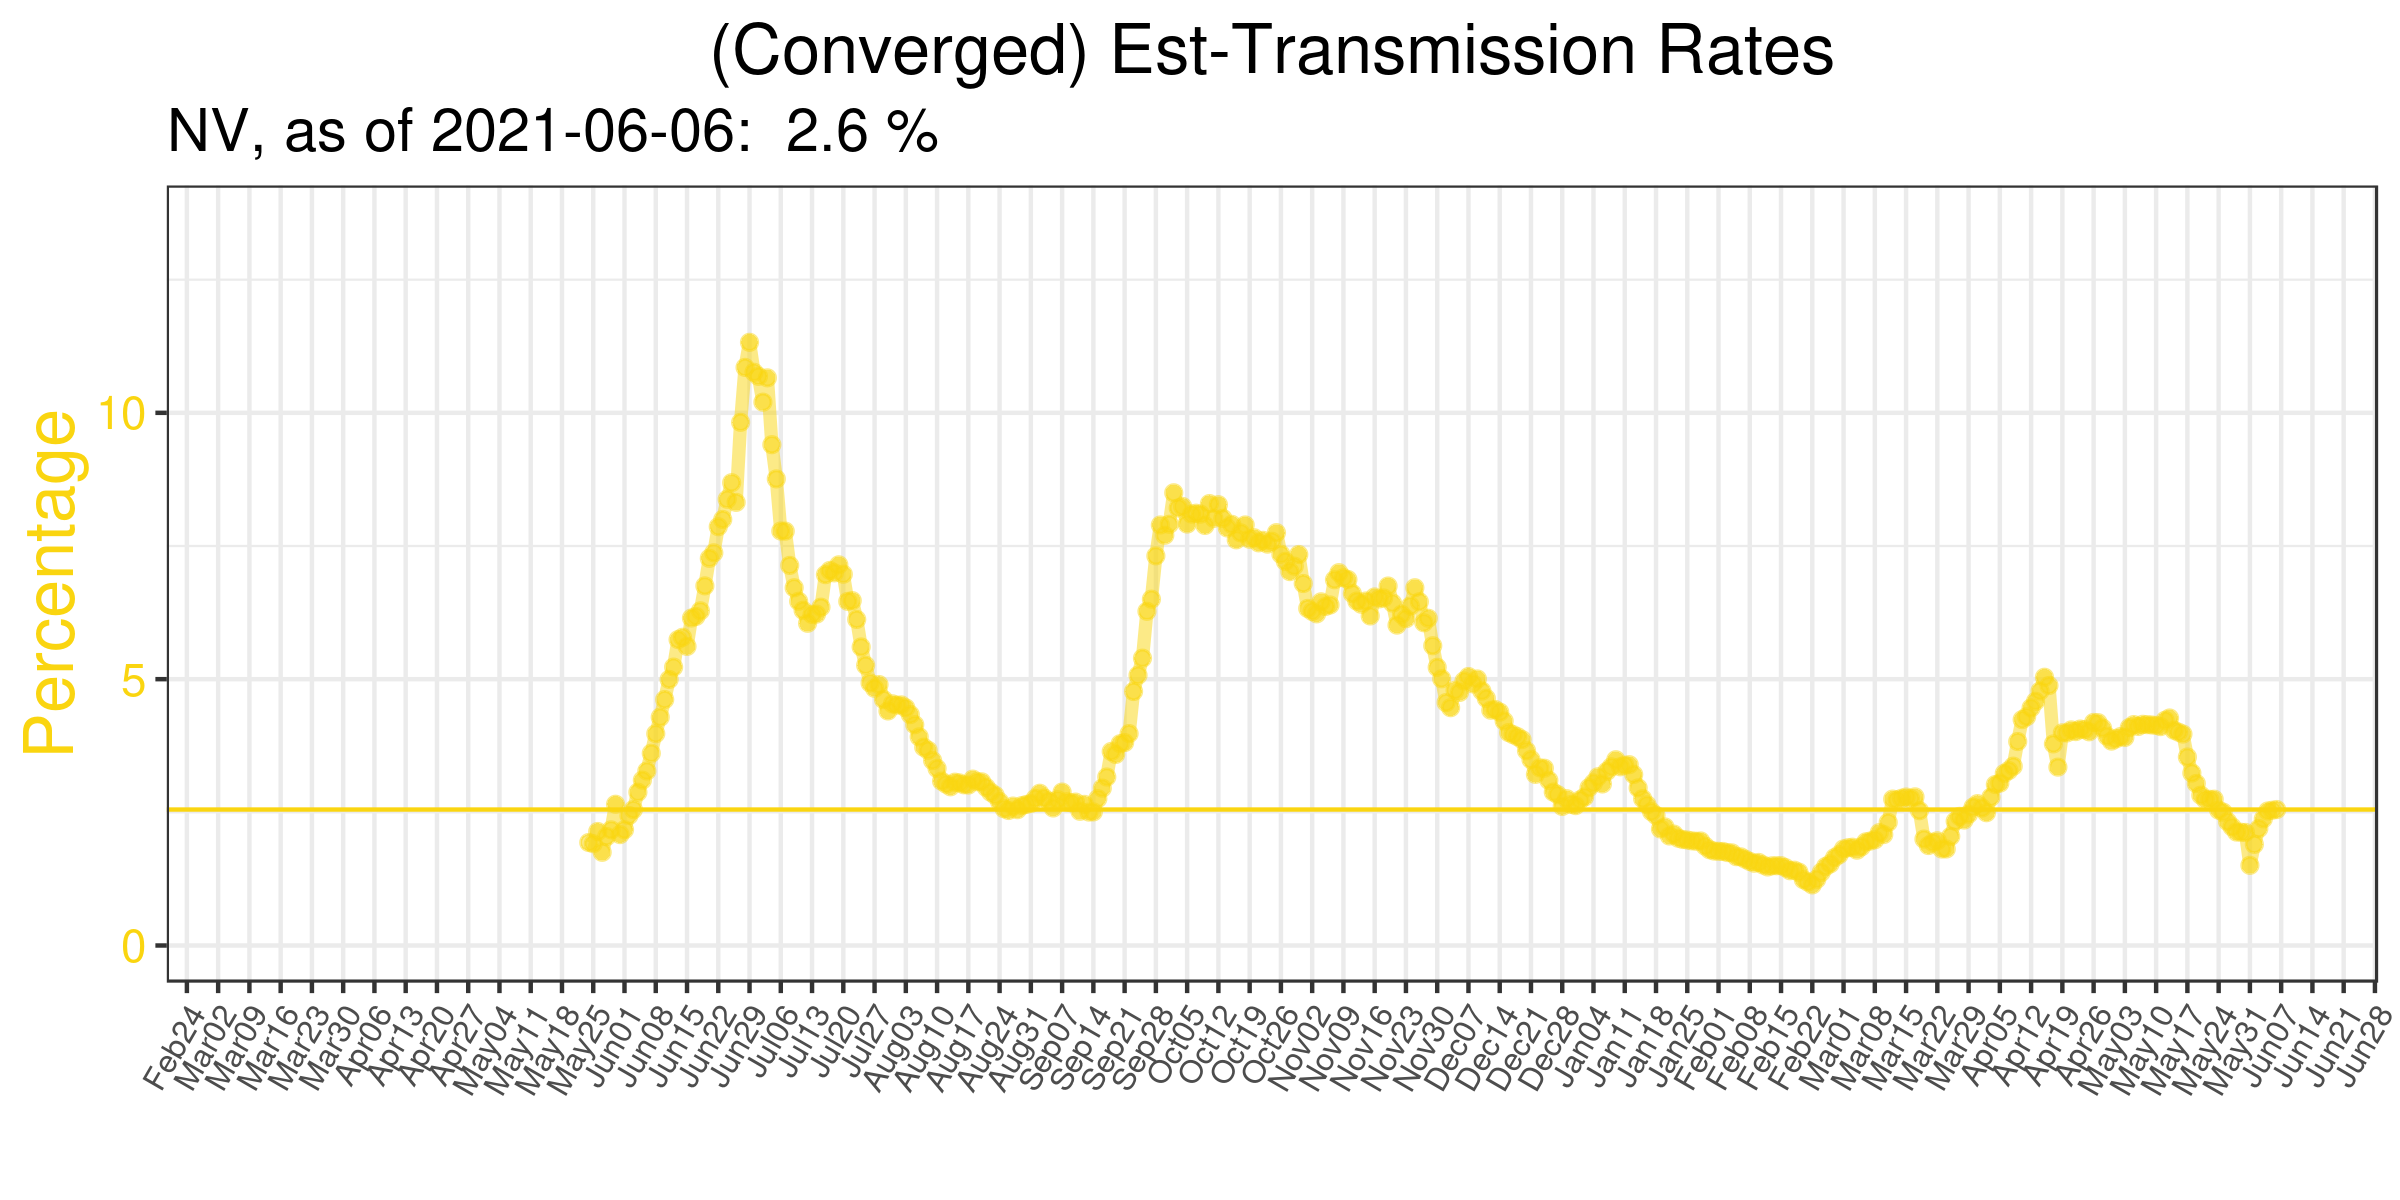 (Converged) Est-Transmission Rates
NV, as of 2021-06-06:  2.6 %
Percentage
10
5
0
Feb24
Mar02
Mar09
Mar16
Mar23
Mar30
Apr06
Apr13
Apr20
Apr27
May04
May11
May18
May25
Jun01
Jun08
Jun15
Jun22
Jun29
Jul06
Jul13
Jul20
Jul27
Aug03
Aug10
Aug17
Aug24
Aug31
Sep07
Sep14
Sep21
Sep28
Oct05
Oct12
Oct19
Oct26
Nov02
Nov09
Nov16
Nov23
Nov30
Dec07
Dec14
Dec21
Dec28
Jan04
Jan11
Jan18
Jan25
Feb01
Feb08
Feb15
Feb22
Mar01
Mar08
Mar15
Mar22
Mar29
Apr05
Apr12
Apr19
Apr26
May03
May10
May17
May24
May31
Jun07
Jun14
Jun21
Jun28